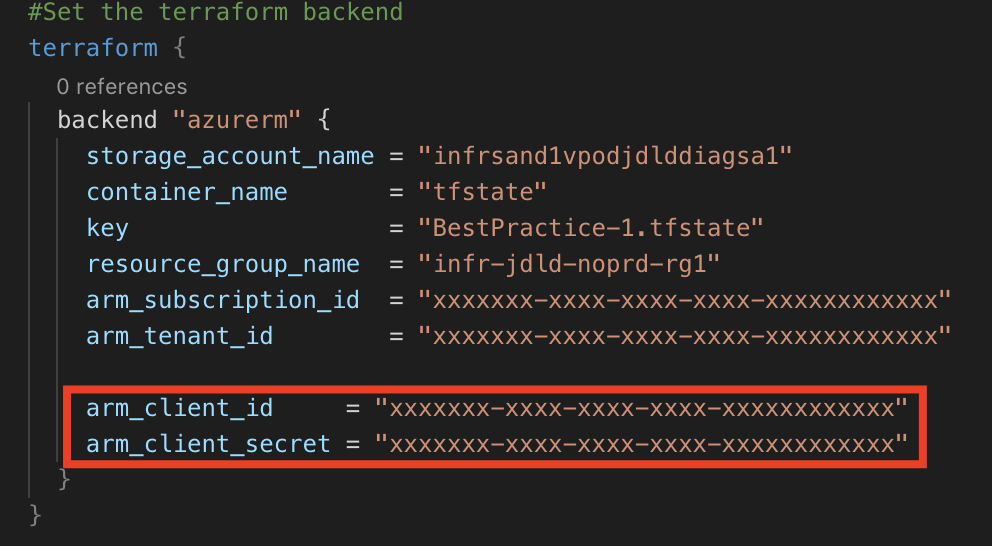 #Set the terraform backend
terraform {
0 references
backend "azurerm" {
storage_account_name = "infrsand1vpodjdlddiagsa1"
container_name = "tfstate"
key = "BestPractice-1.tfstate"
resource_group_name = "infr-jdld-noprd-rg1"
arm_subscription_id = "xxxxxxx-xxxx-xxxx-xxxx-xxxxxxxxxxxx"
arm_tenant_id = "xxxxxxx-xxxx-xxxx-xxxx-xxxxxxxxxxxx"
arm_client_id = "xxxxxxx-xxxx-xxxx-xxxx-xxxxxxxxxxxx"
arm_client_secret = "xxxxxxx-xxxx-xxxx-xxxx-xxxxxxxxxxxx"
}
}